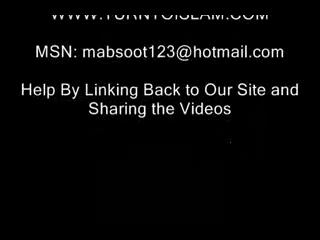 WWW.TURNTOISLAM.COM
MSN: mabsoot123@hotmail.com
Help By Linking Back to Our Site and
Sharing the Videos